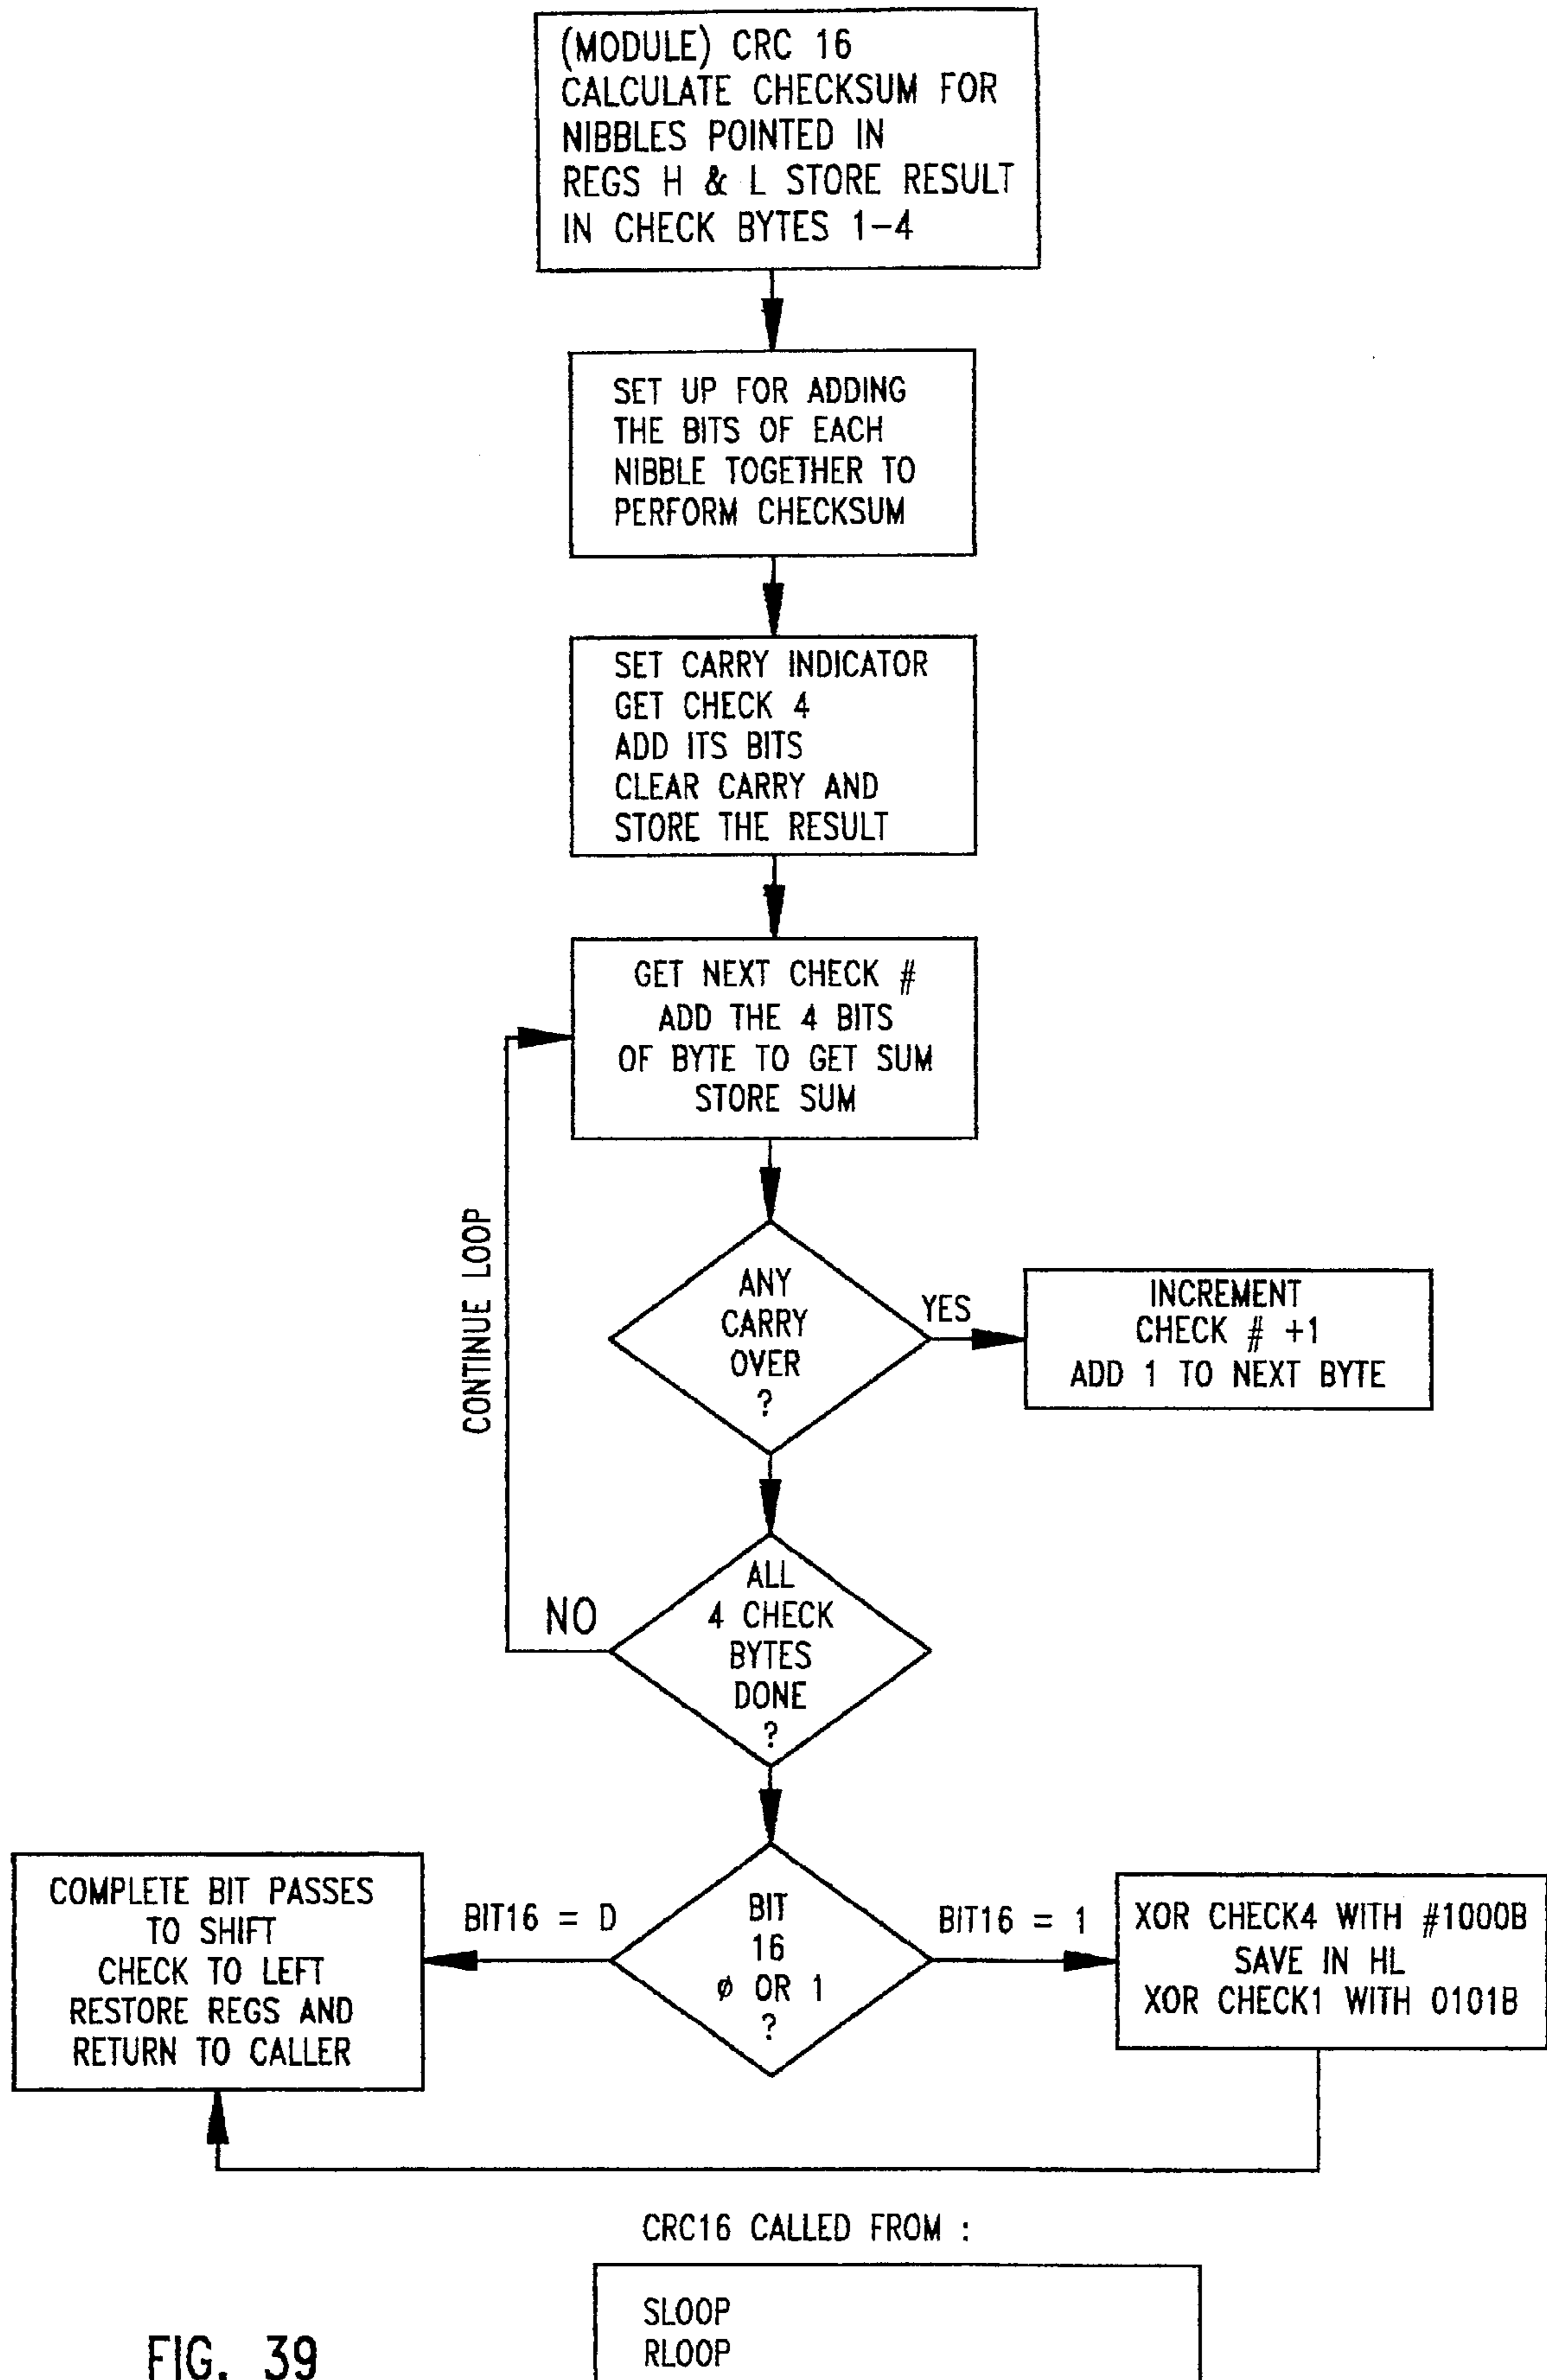 (MODULE) CRC 16
CALCULATE CHECKSUM FOR
NIBBLES POINTED IN
REGS H & L STORE RESULT
IN CHECK BYTES 1-4
SET UP FOR ADDING
THE BITS OF EACH
NIBBLE TOGETHER TO
PERFORM CHECKSUM
SET CARRY INDICATOR
GET CHECK 4
ADD ITS BITS
CLEAR CARRY AND
STORE THE RESULT
GET NEXT CHECK #
ADD THE 4 BITS
OF BYTE TO GET SUM
STORE SUM
CONTINUE LOOP
ANY
CARRY
OVER
?
YES
INCREMENT
CHECK # +1
ADD 1 TO NEXT BYTE
NO
ALL
4 CHECK
BYTES
DONE
?
COMPLETE BIT PASSES
TO SHIFT
CHECK TO LEFT
RESTORE REGS AND
RETURN TO CALLER
BIT16 = D
BIT
16
ø OR 1
?
BIT16 = 1
XOR CHECK4 WITH #1000B
SAVE IN HL
XOR CHECK1 WITH 0101B
CRC16 CALLED FROM :
SLOOP
RLOOP
FIG. 39